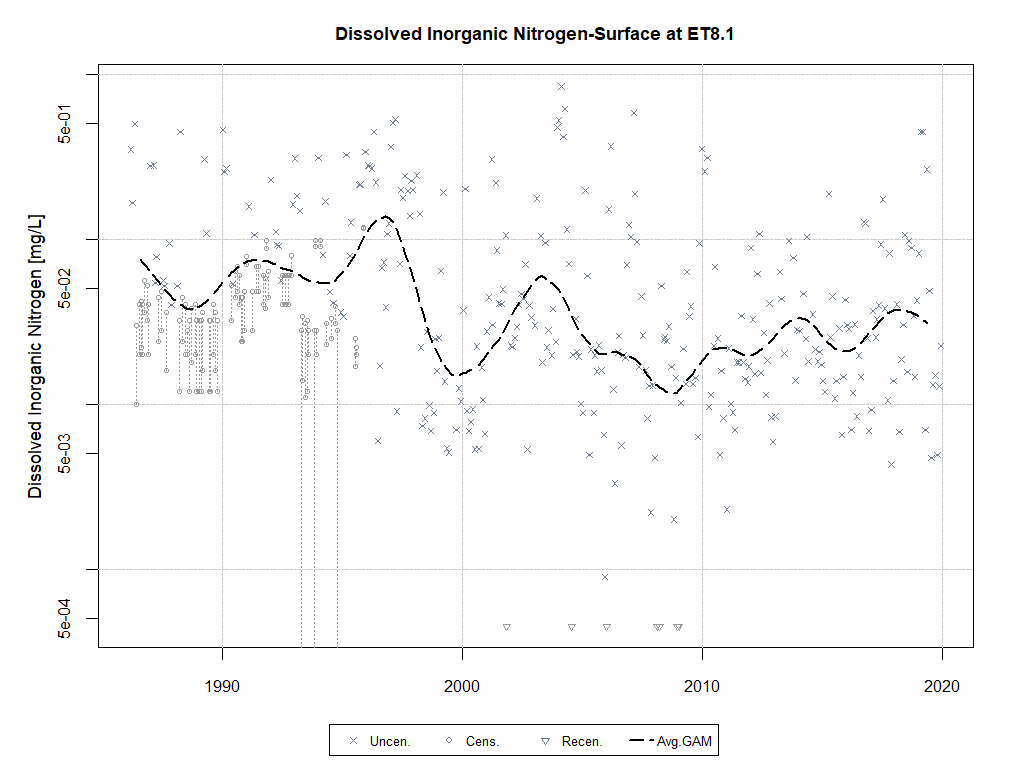 Dissolved Inorganic Nitrogen-Surface at ET8.1
Dissolved Inorganic Nitrogen [mg/L]
5e-01
5e-02
5e-03
5e-04
1990 2000 2010 2020
Uncen. Cens. Recen. Avg.GAM